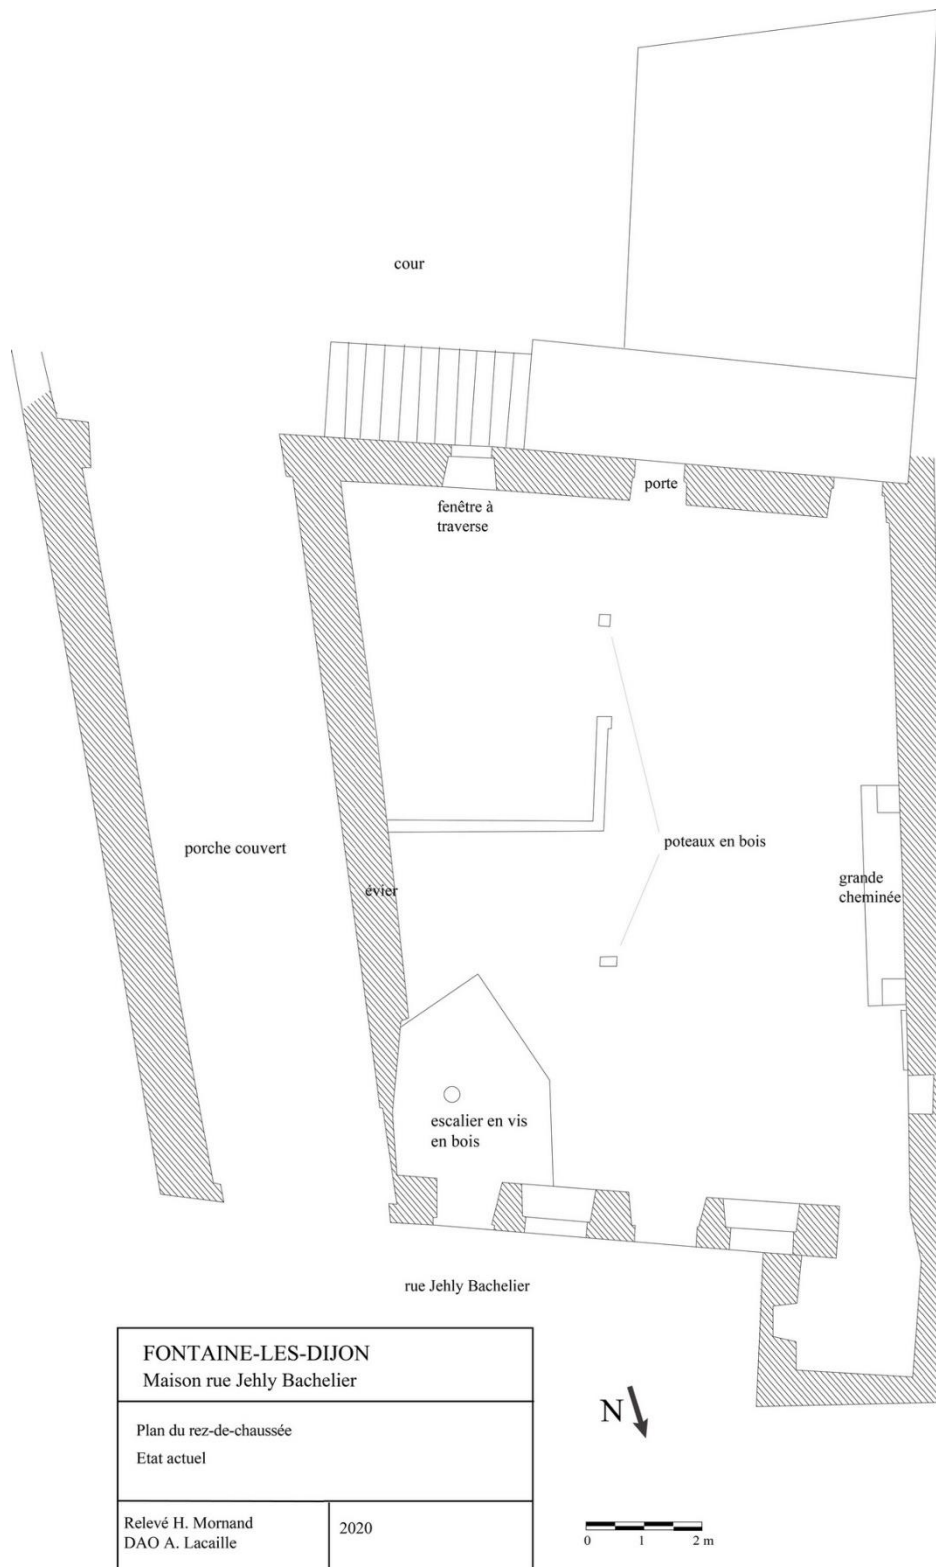 cour
fenêtre à
traverse
porte
porche couvert
poteaux en bois
évier
grande
cheminée
escalier en vis
en bois
rue Jehly Bachelier
FONTAINE-LES-DIJON
Maison rue Jehly Bachelier
Plan du rez-de-chaussée
Etat actuel
Relevé H. Mornand
DAO A. Lacaille
2020
N
0 1 2 m